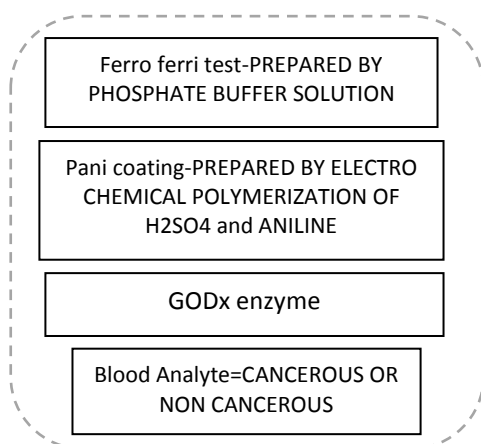 Ferro ferri test-PREPARED BY
PHOSPHATE BUFFER SOLUTION
Pani coating-PREPARED BY ELECTRO
CHEMICAL POLYMERIZATION OF
H2SO4 and ANILINE
GODx enzyme
Blood Analyte=CANCEROUS OR
NON CANCEROUS